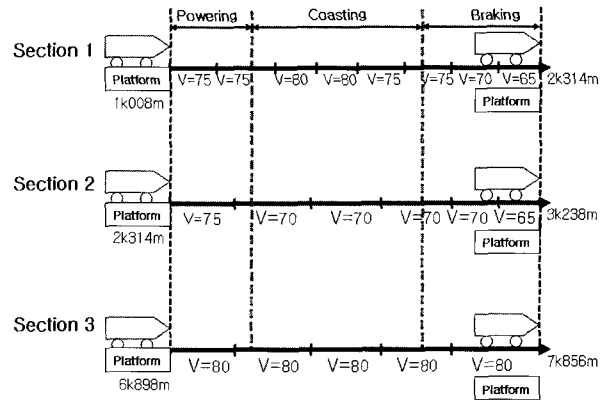 Powering Coasting Braking
Section 1
Platform
V=75 V=75 V=80 V=80 V=75 V=75 V=70 V=65 2k314m
1k008m
Platform
Section 2
Platform
V=75 V=70 V=70 V=70 V=70 V=65 3k238m
2k314m
Platform
Section 3
Platform
V=80 V=80 V=80 V=80 V=80 7k856m
6k898m
Platform